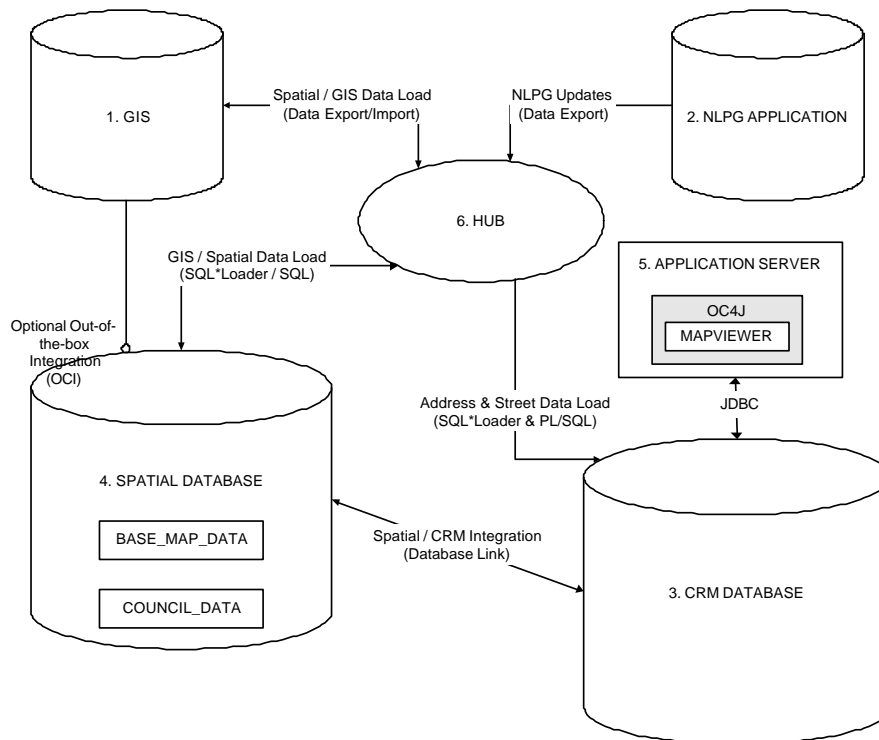 1. GIS
Spatial / GIS Data Load
(Data Export/Import)
NLPG Updates
(Data Export)
2. NLPG APPLICATION
6. HUB
GIS / Spatial Data Load
(SQL*Loader / SQL)
5. APPLICATION SERVER
OC4J
MAPVIEWER
Optional Out-of-
the-box
Integration
(OCI)
Address & Street Data Load
(SQL*Loader & PL/SQL)
JDBC
4. SPATIAL DATABASE
BASE_MAP_DATA
COUNCIL_DATA
Spatial / CRM Integration
(Database Link)
3. CRM DATABASE